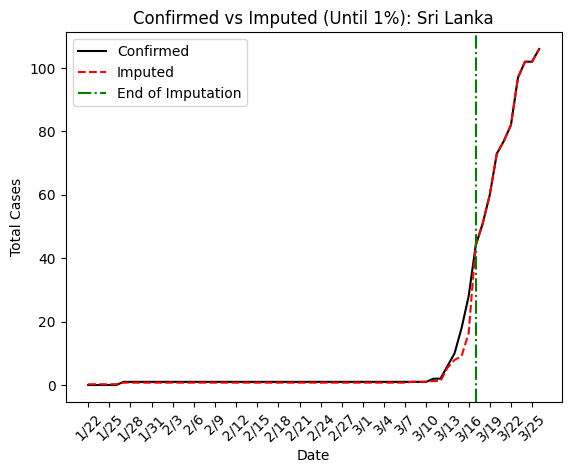 Confirmed vs Imputed (Until 1%): Sri Lanka
Confirmed
Imputed
End of Imputation
Total Cases
100
80
60
40
20
0
1/22 1/25 1/28 1/31 2/3 2/6 2/9 2/12 2/15 2/18 2/21 2/24 2/27 3/1 3/4 3/7 3/10 3/13 3/16 3/19 3/22 3/25
Date